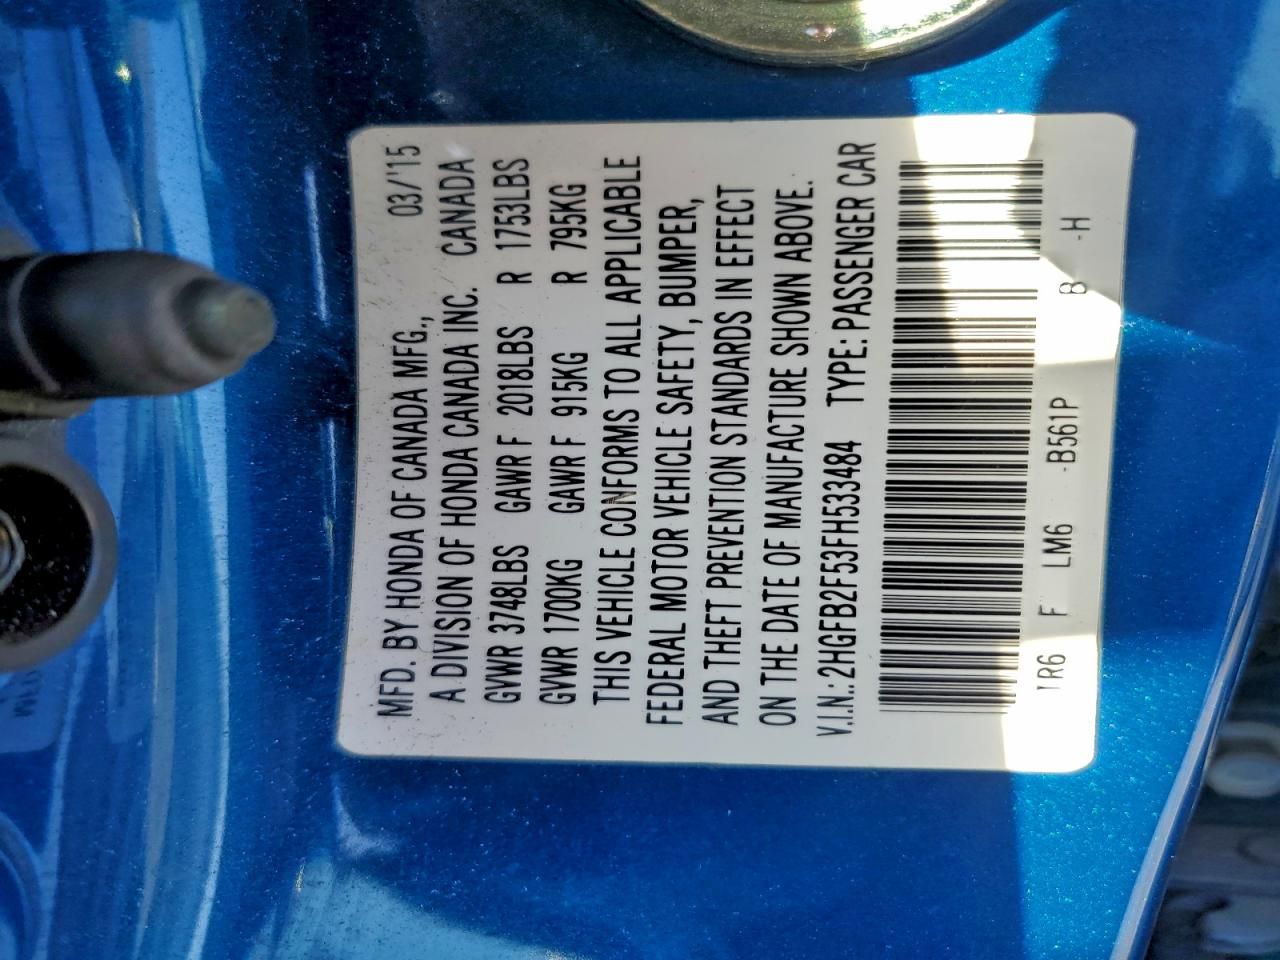 MFD. BY HONDA OF CANADA MFG., 03/'15
A DIVISION OF HONDA CANADA INC. CANADA
GVWR 3748LBS GAWR F 2018LBS R 1753LBS
GVWR 1700KG GAWR F 915KG R 795KG
THIS VEHICLE CONFORMS TO ALL APPLICABLE
FEDERAL MOTOR VEHICLE SAFETY, BUMPER,
AND THEFT PREVENTION STANDARDS IN EFFECT
ON THE DATE OF MANUFACTURE SHOWN ABOVE.
V.I.N.: 2HGFB2F53FH533484 TYPE: PASSENGER CAR
TR6 F LM6 -B561P B -H